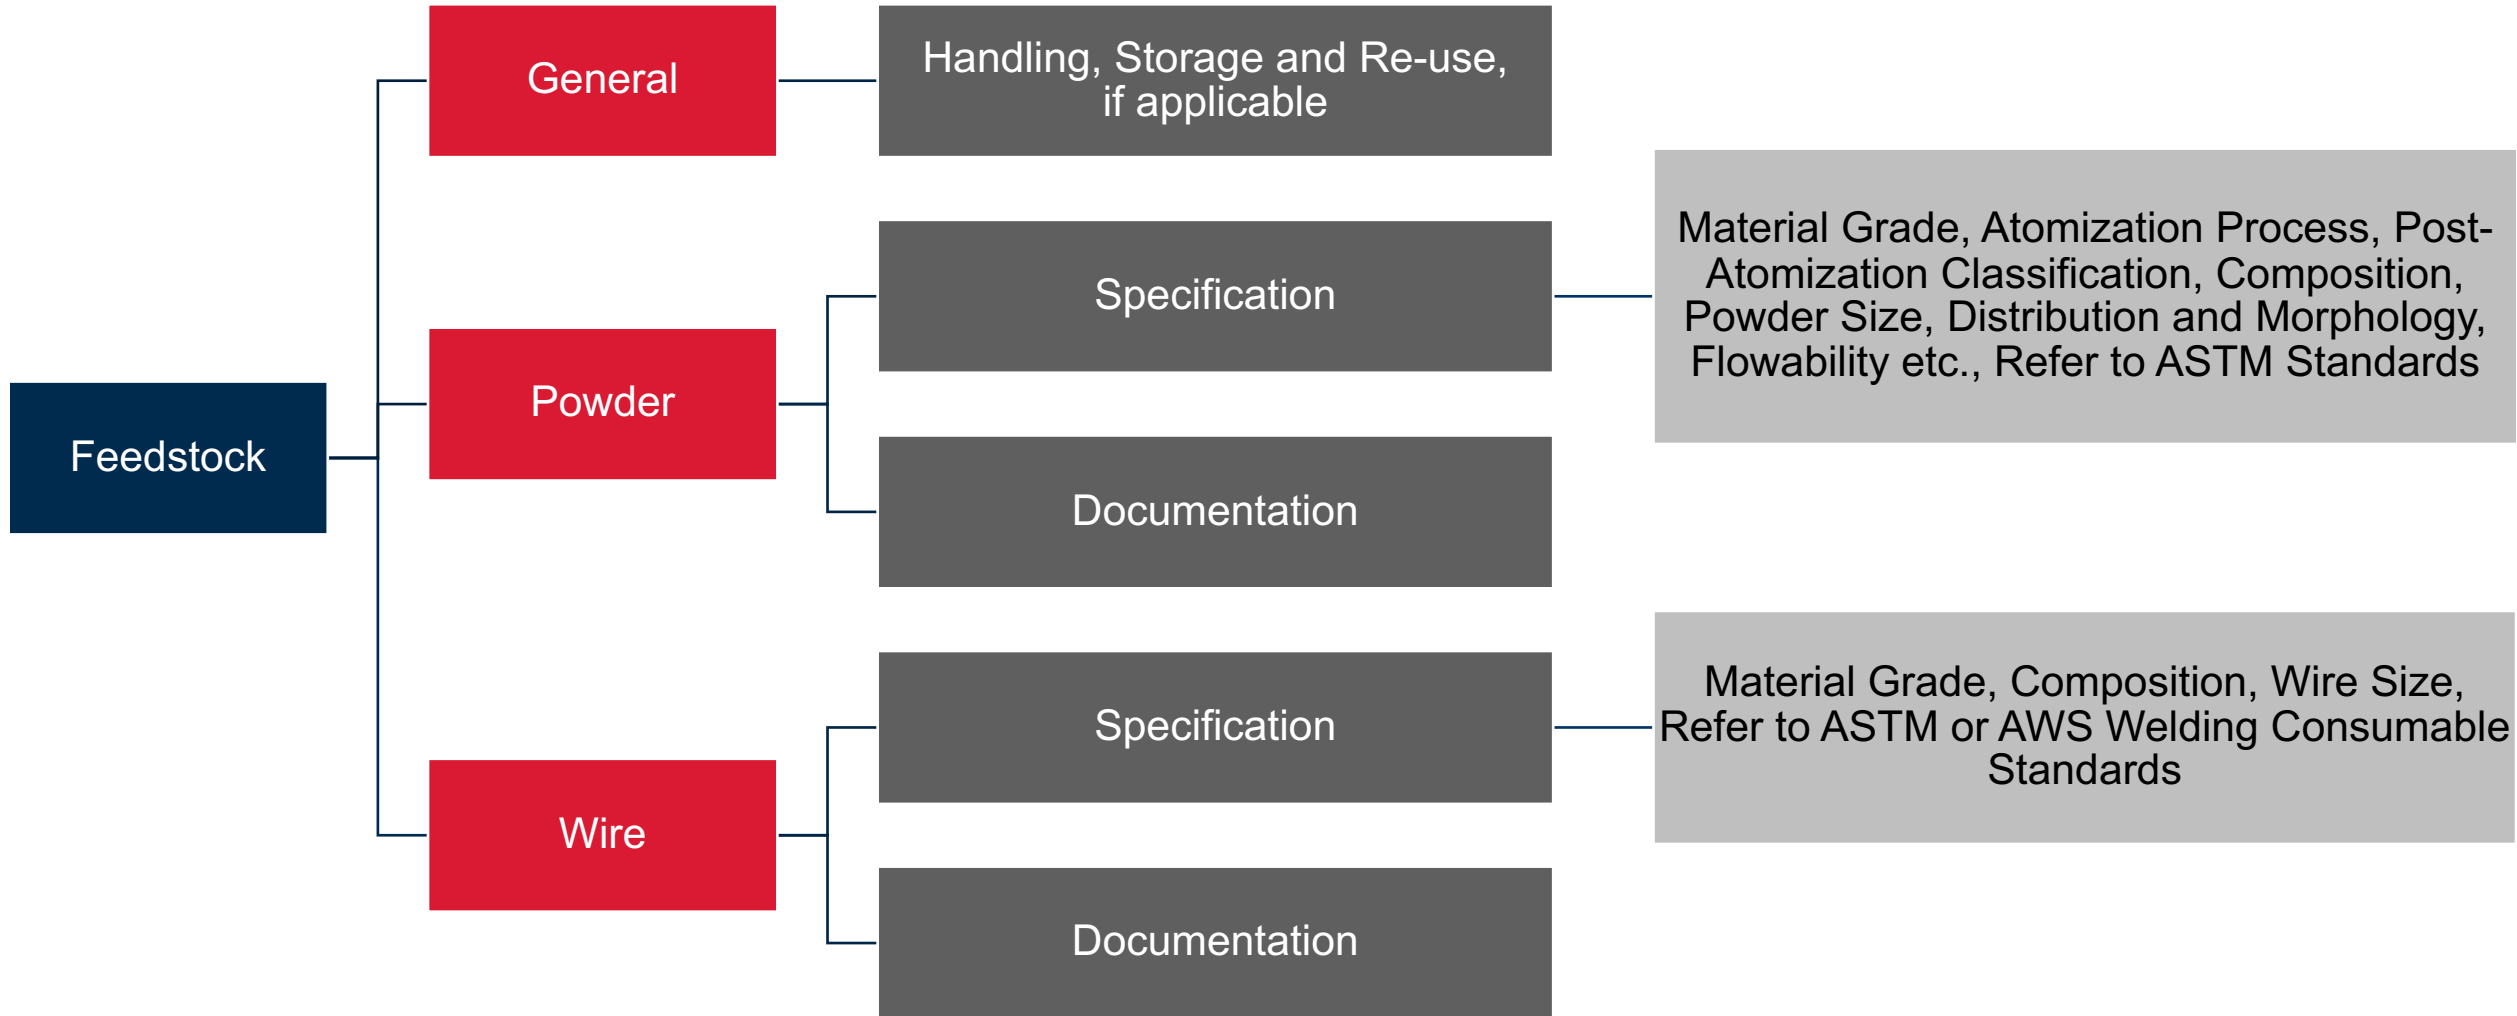 General
Handling, Storage and Re-use,
if applicable
Material Grade, Atomization Process, Post-
Atomization Classification, Composition,
Powder Size, Distribution and Morphology,
Flowability etc., Refer to ASTM Standards
Specification
Powder
Feedstock
Documentation
Material Grade, Composition, Wire Size,
Refer to ASTM or AWS Welding Consumable
Standards
Specification
Wire
Documentation